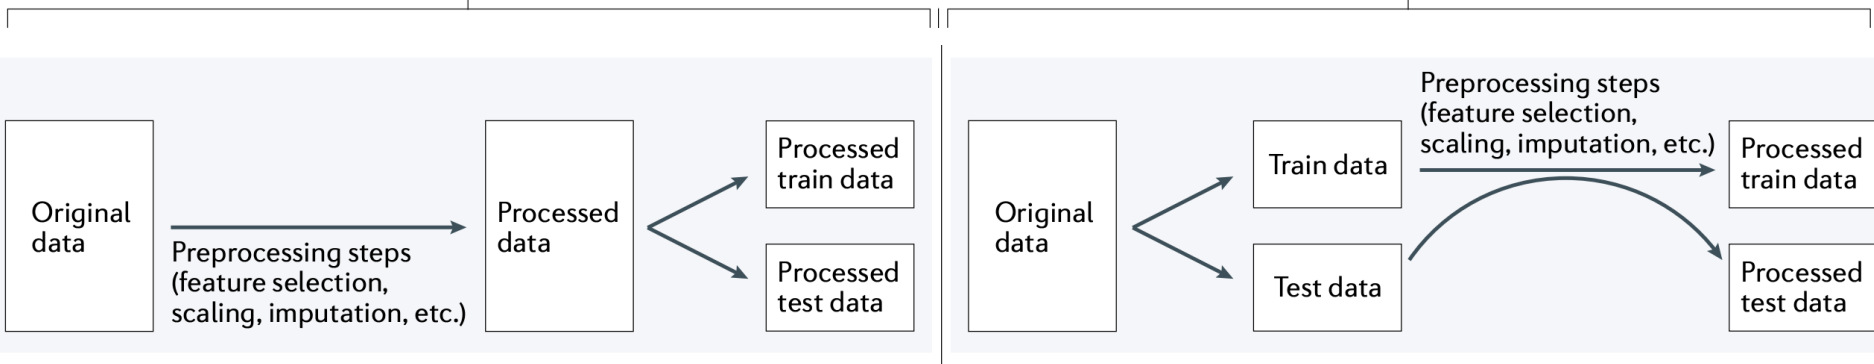 Original
data
Preprocessing steps
(feature selection,
scaling, imputation, etc.)
Processed
data
Processed
train data
Processed
test data
Original
data
Train data
Test data
Preprocessing steps
(feature selection,
scaling, imputation, etc.)
Processed
train data
Processed
test data